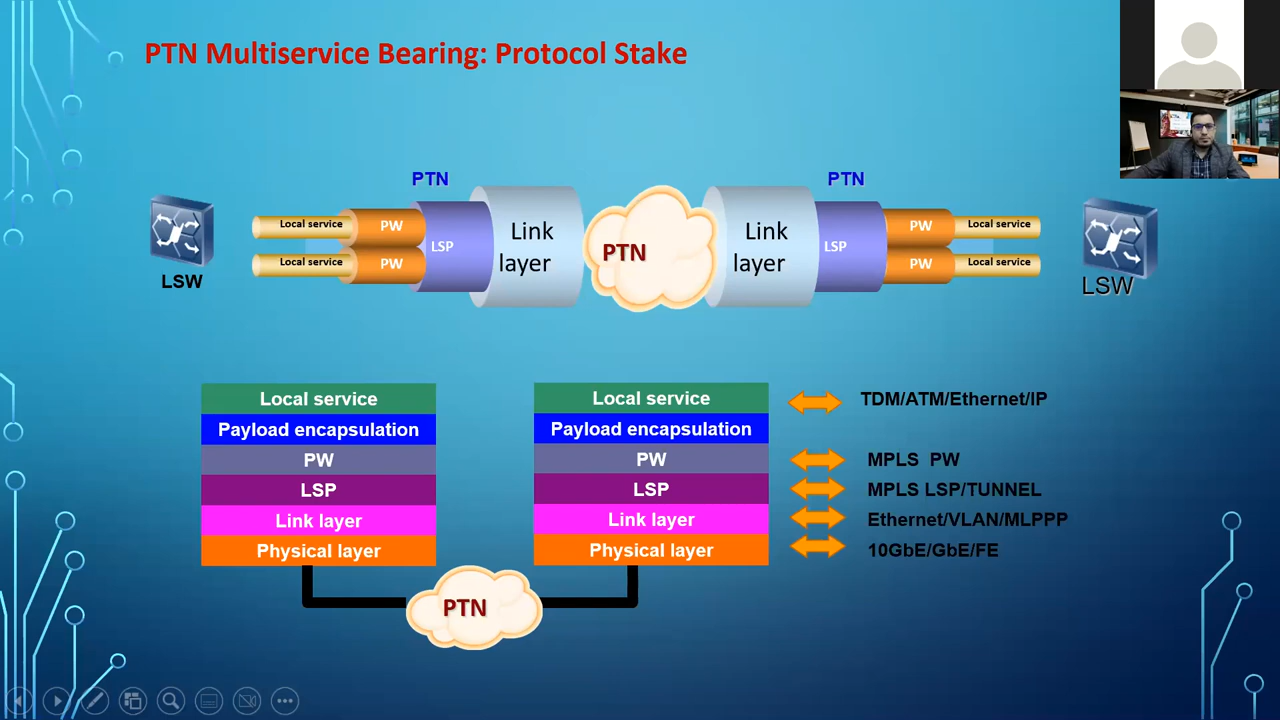 PTN Multiservice Bearing: Protocol Stake
PTN
PTN
Local service
PW
LSP
Link
layer
PTN
Link
layer
LSP
PW
Local service
Local service
PW
PW
Local service
LSW
LSW
Local service
Local service
TDM/ATM/Ethernet/IP
Payload encapsulation
Payload encapsulation
PW
PW
MPLS PW
LSP
LSP
MPLS LSP/TUNNEL
Link layer
Link layer
Ethernet/VLAN/MLPPP
Physical layer
Physical layer
10GbE/GbE/FE
PTN